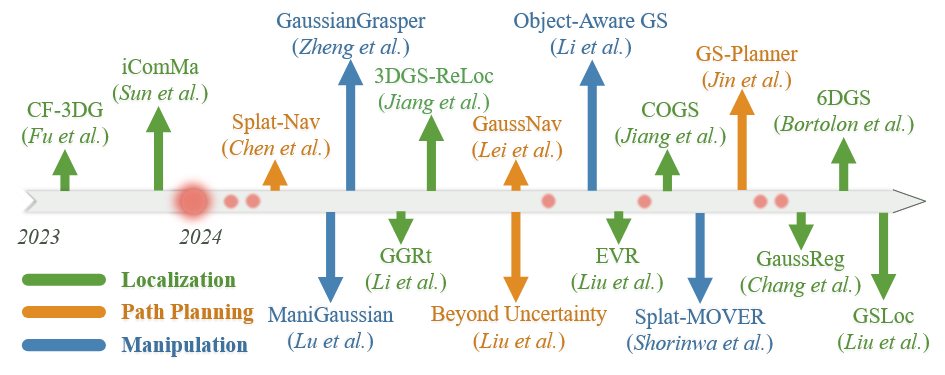 GaussianGrasper
(Zheng et al.)
Object-Aware GS
(Li et al.)
iComMa
(Sun et al.)
3DGS-ReLoc
(Jiang et al.)
GS-Planner
(Jin et al.)
CF-3DG
(Fu et al.)
Splat-Nav
(Chen et al.)
GaussNav
(Lei et al.)
COGS
(Jiang et al.)
6DGS
(Bortolon et al.)
2023
2024
GGRt
(Li et al.)
EVR
(Liu et al.)
GaussReg
(Chang et al.)
ManiGaussian
(Lu et al.)
Beyond Uncertainty
(Liu et al.)
Splat-MOVER
(Shorinwa et al.)
GSLoc
(Liu et al.)
Localization
Path Planning
Manipulation